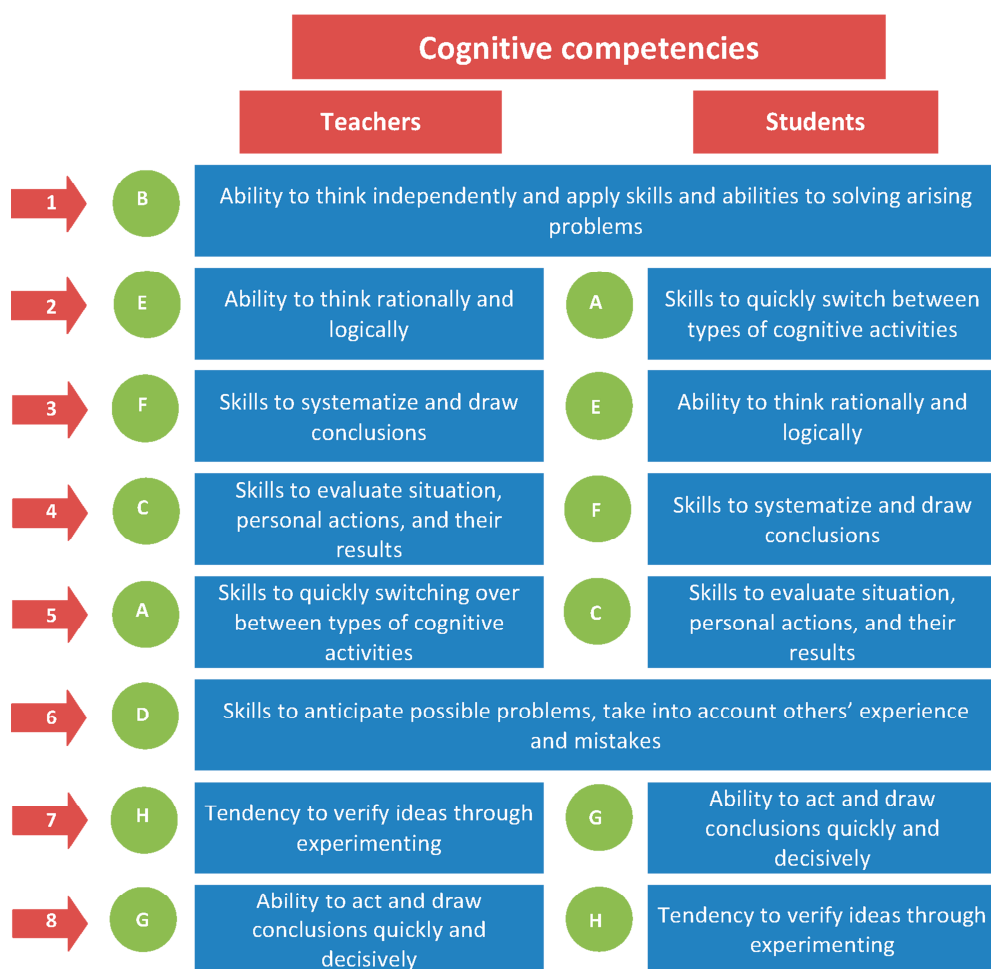 Cognitive competencies
Teachers
Students
1
B
Ability to think independently and apply skills and abilities to solving arising
problems
2
E
Ability to think rationally and
logically
A
Skills to quickly switch between
types of cognitive activities
3
F
Skills to systematize and draw
conclusions
E
Ability to think rationally and
logically
4
C
Skills to evaluate situation,
personal actions, and their
results
F
Skills to systematize and draw
conclusions
5
A
Skills to quickly switching over
between types of cognitive
activities
C
Skills to evaluate situation,
personal actions, and their
results
6
D
Skills to anticipate possible problems, take into account others’ experience
and mistakes
7
H
Tendency to verify ideas through
experimenting
G
Ability to act and draw
conclusions quickly and
decisively
8
G
Ability to act and draw
conclusions quickly and
decisively
H
Tendency to verify ideas through
experimenting